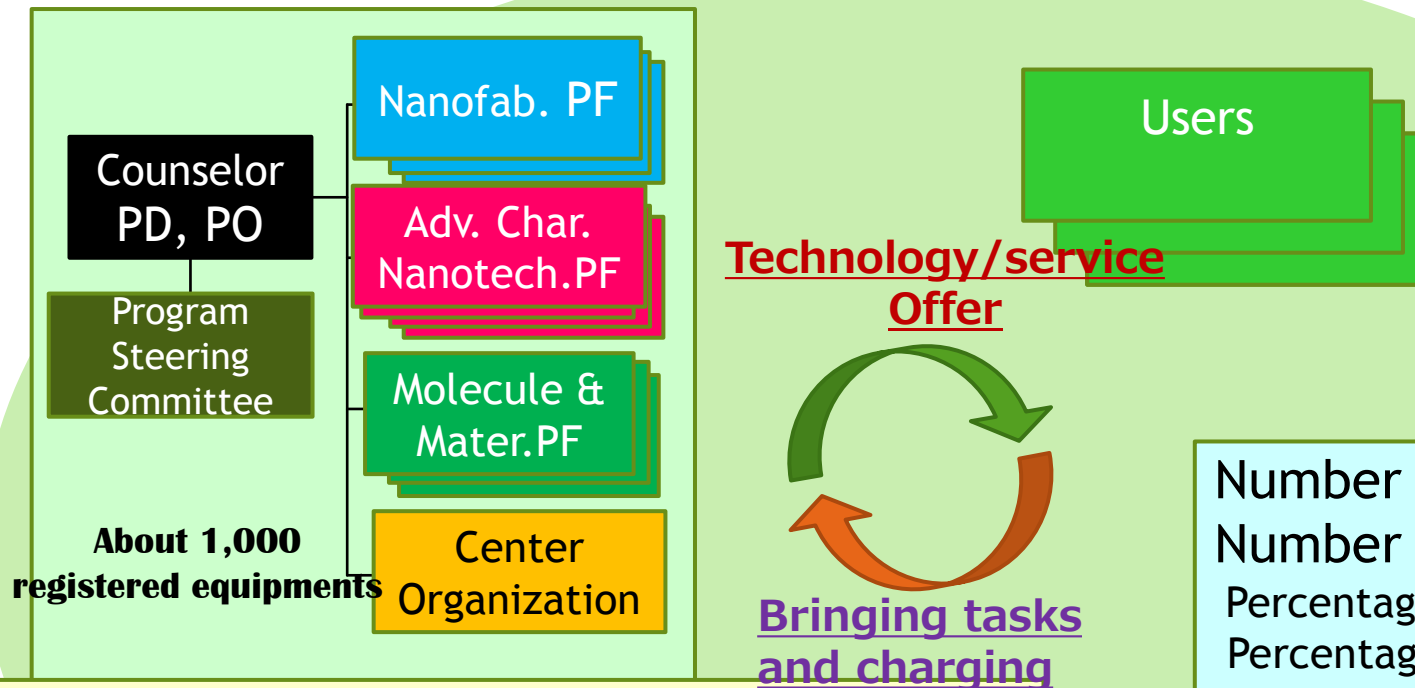 Nanofab. PF
Counselor
PD, PO
Adv. Char.
Nanotech.PF
Program
Steering
Committee
Molecule &
Mater.PF
About 1,000
registered equipments
Center
Organization
Users
Technology/service
Offer
Bringing tasks
and charging
Number
Number